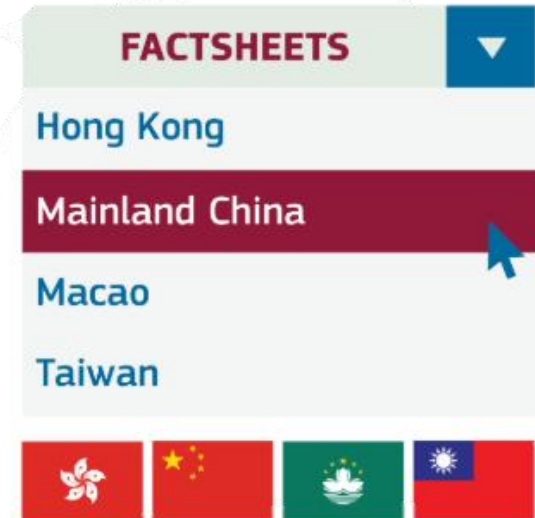 FACTSHEETS
Hong Kong
Mainland China
Macao
Taiwan